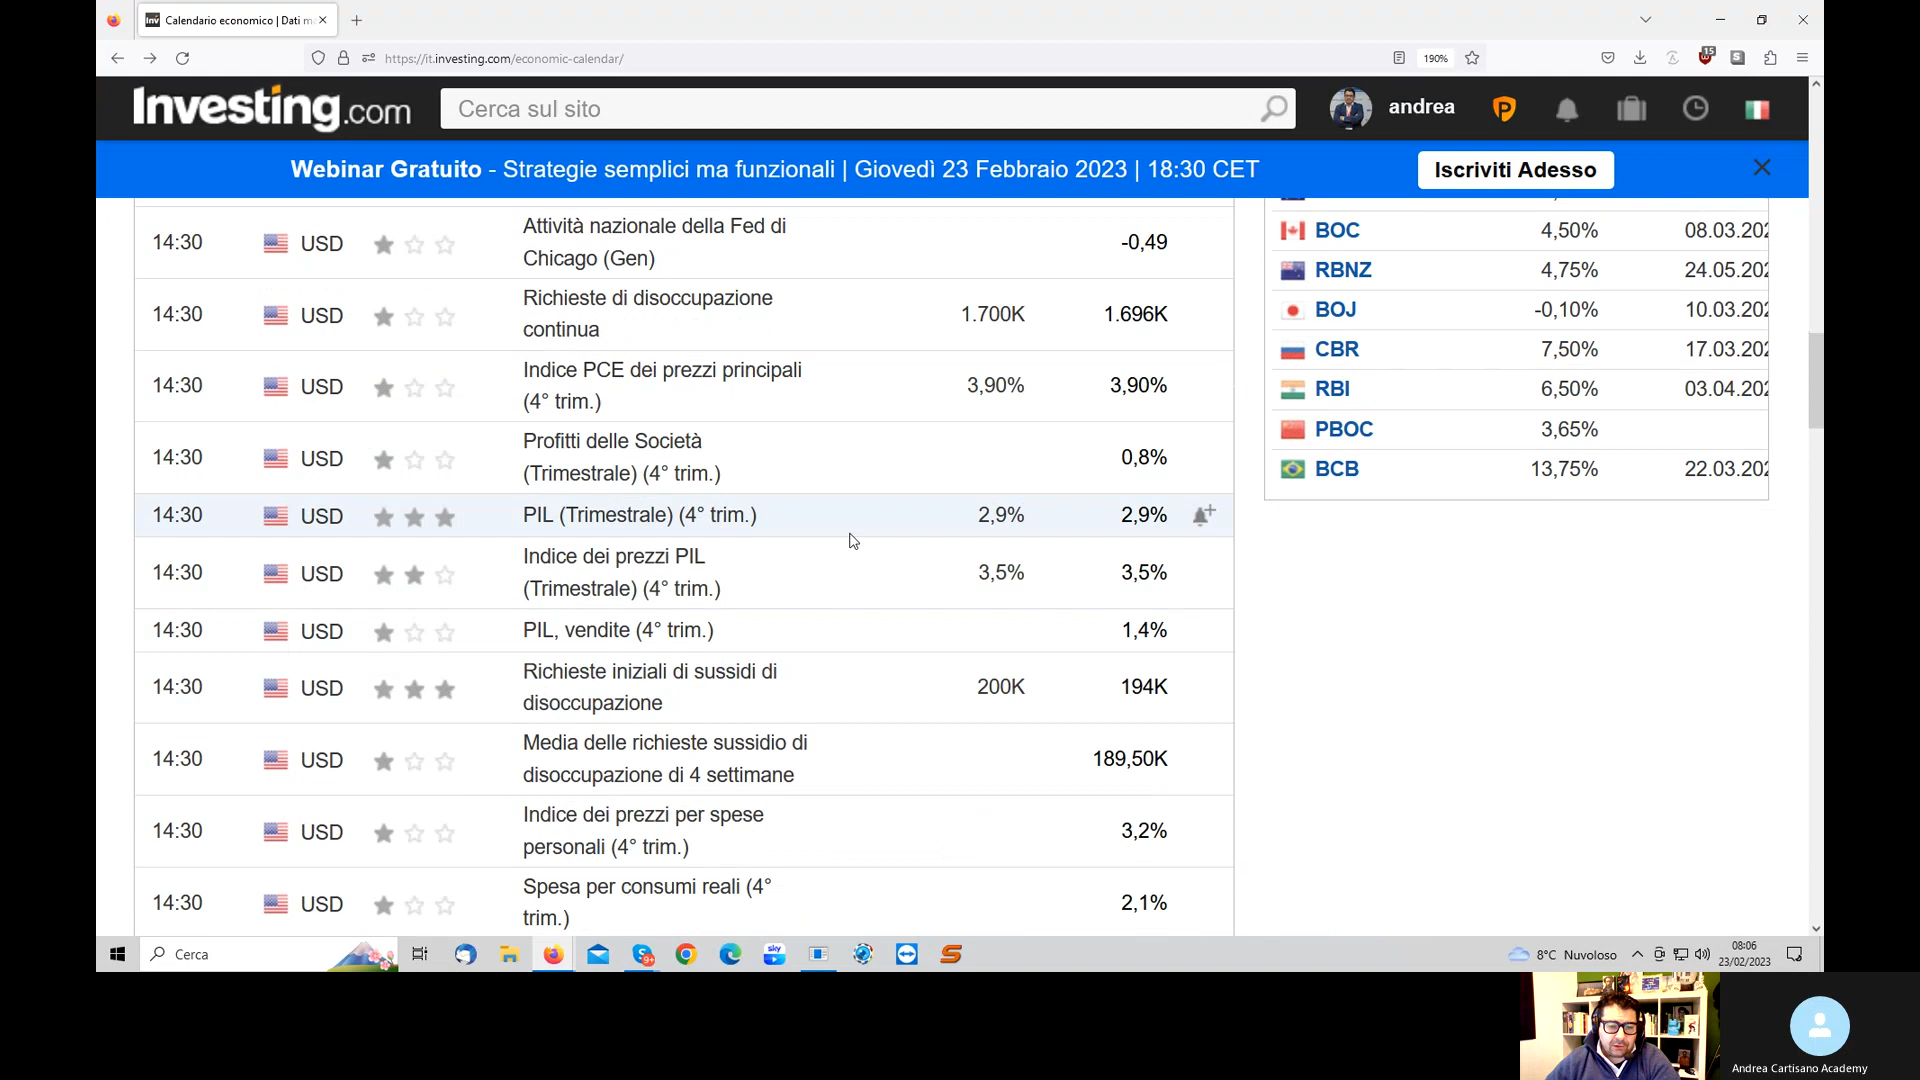 Calendario economico | Dati m
https://it.investing.com/economic-calendar/
190%
15
Investing.com
Cerca sul sito
andrea
Webinar Gratuito - Strategie semplici ma funzionali | Giovedì 23 Febbraio 2023 | 18:30 CET
Iscriviti Adesso
14:30 USD Attività nazionale della Fed di
Chicago (Gen) -0,49
14:30 USD Richieste di disoccupazione
continua 1.700K 1.696K
14:30 USD Indice PCE dei prezzi principali
(4° trim.) 3,90% 3,90%
14:30 USD Profitti delle Società
(Trimestrale) (4° trim.) 0,8%
14:30 USD PIL (Trimestrale) (4° trim.) 2,9% 2,9%
14:30 USD Indice dei prezzi PIL
(Trimestrale) (4° trim.) 3,5% 3,5%
14:30 USD PIL, vendite (4° trim.) 1,4%
14:30 USD Richieste iniziali di sussidi di
disoccupazione 200K 194K
14:30 USD Media delle richieste sussidio di
disoccupazione di 4 settimane 189,50K
14:30 USD Indice dei prezzi per spese
personali (4° trim.) 3,2%
14:30 USD Spesa per consumi reali (4°
trim.) 2,1%
BOC 4,50% 08.03.202
RBNZ 4,75% 24.05.202
BOJ -0,10% 10.03.202
CBR 7,50% 17.03.202
RBI 6,50% 03.04.202
PBOC 3,65%
BCB 13,75% 22.03.202
Cerca
sky
9+
8°C Nuvoloso
08:06
23/02/2023
Andrea Cartisano Academy